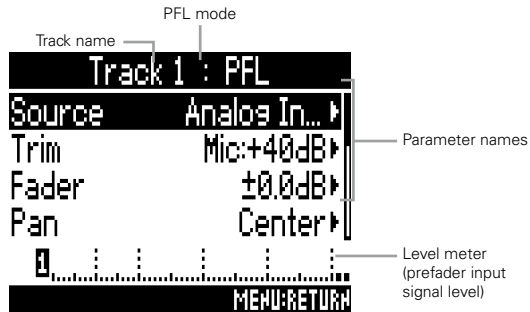 PFL mode
Track name
Track 1 : PFL
Source Analog In...
Trim Mic:+40dB
Parameter names
Fader ±0.0dB
Pan Center
1
Level meter
(prefader input
signal level)
MENU:RETURN